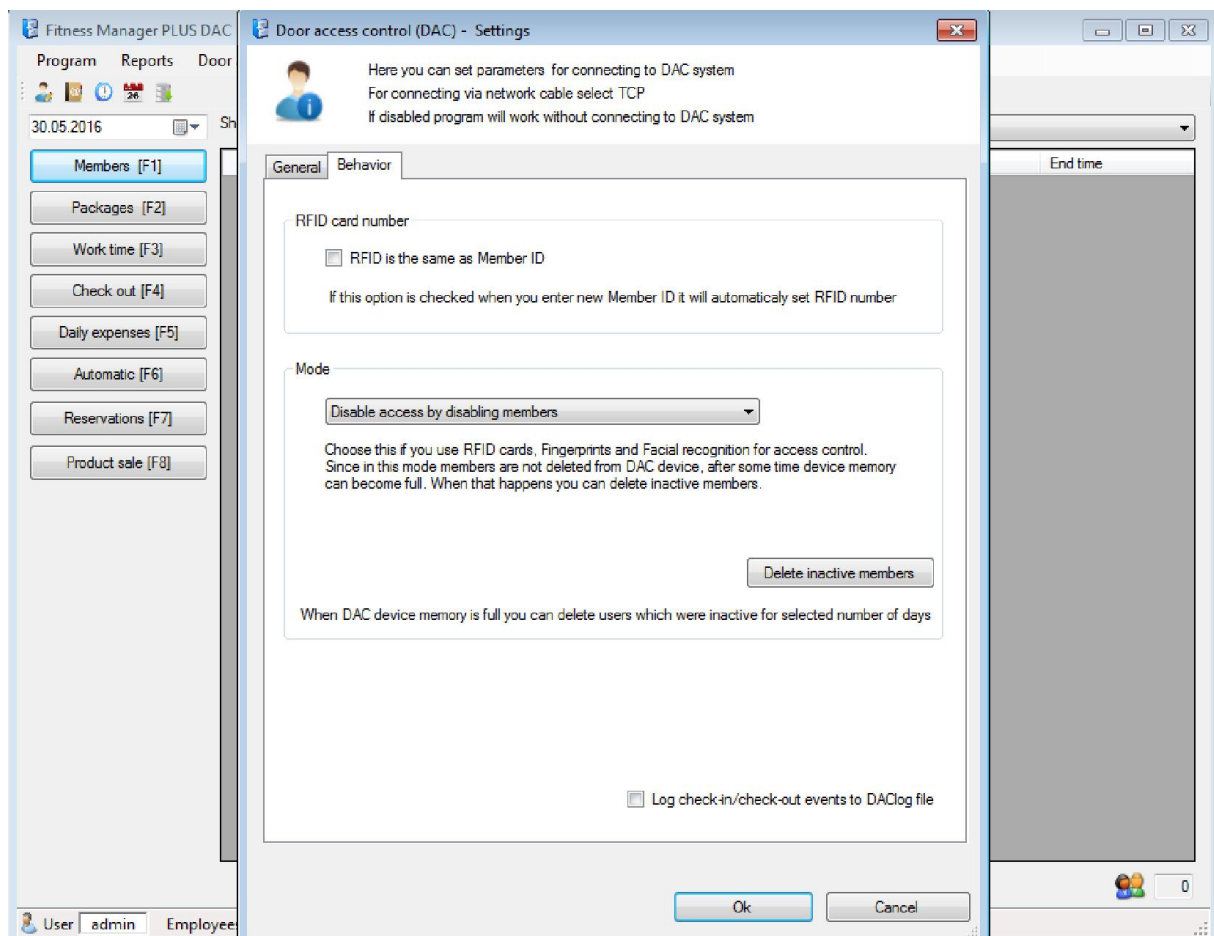 Fitness Manager PLUS DAC
Door access control (DAC) - Settings
Program Reports Door
Here you can set parameters for connecting to DAC system
For connecting via network cable select TCP
If disabled program will work without connecting to DAC system
26
30.05.2016
Sh
General Behavior
End time
Members [F1]
Packages [F2]
Work time [F3]
Check out [F4]
Daily expenses [F5]
Automatic [F6]
Reservations [F7]
Product sale [F8]
RFID card number
RFID is the same as Member ID
If this option is checked when you enter new Member ID it will automaticaly set RFID number
Mode
Disable access by disabling members
Choose this if you use RFID cards, Fingerprints and Facial recognition for access control.
Since in this mode members are not deleted from DAC device, after some time device memory
can become full. When that happens you can delete inactive members.
Delete inactive members
When DAC device memory is full you can delete users which were inactive for selected number of days
Log check-in/check-out events to DAClog file
Ok Cancel
0
User admin Employee